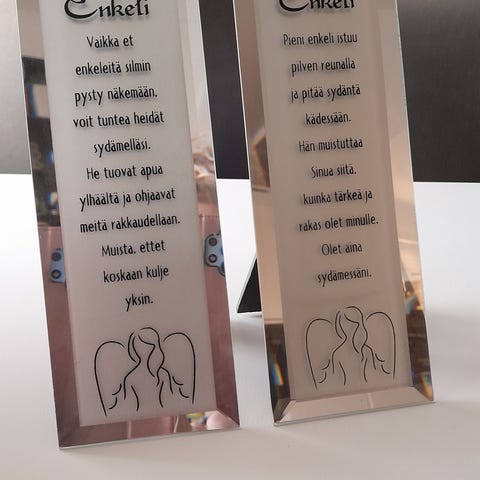 Enkeli
Vaikka et
enkeleitä silmin
pysty näkemään,
voit tuntea heidät
sydämelläsi.
He tuovat apua
ylhäältä ja ohjaavat
meitä rakkaudellaan.
Muista, ettet
koskaan kulje
yksin.
Enkeli
Pieni enkeli istuu
pilven reunalla
ja pitää sydäntä
kädessään.
Hän muistuttaa
Sinua siitä,
kuinka tärkeä ja
rakas olet minulle.
Olet aina
sydämessäni.